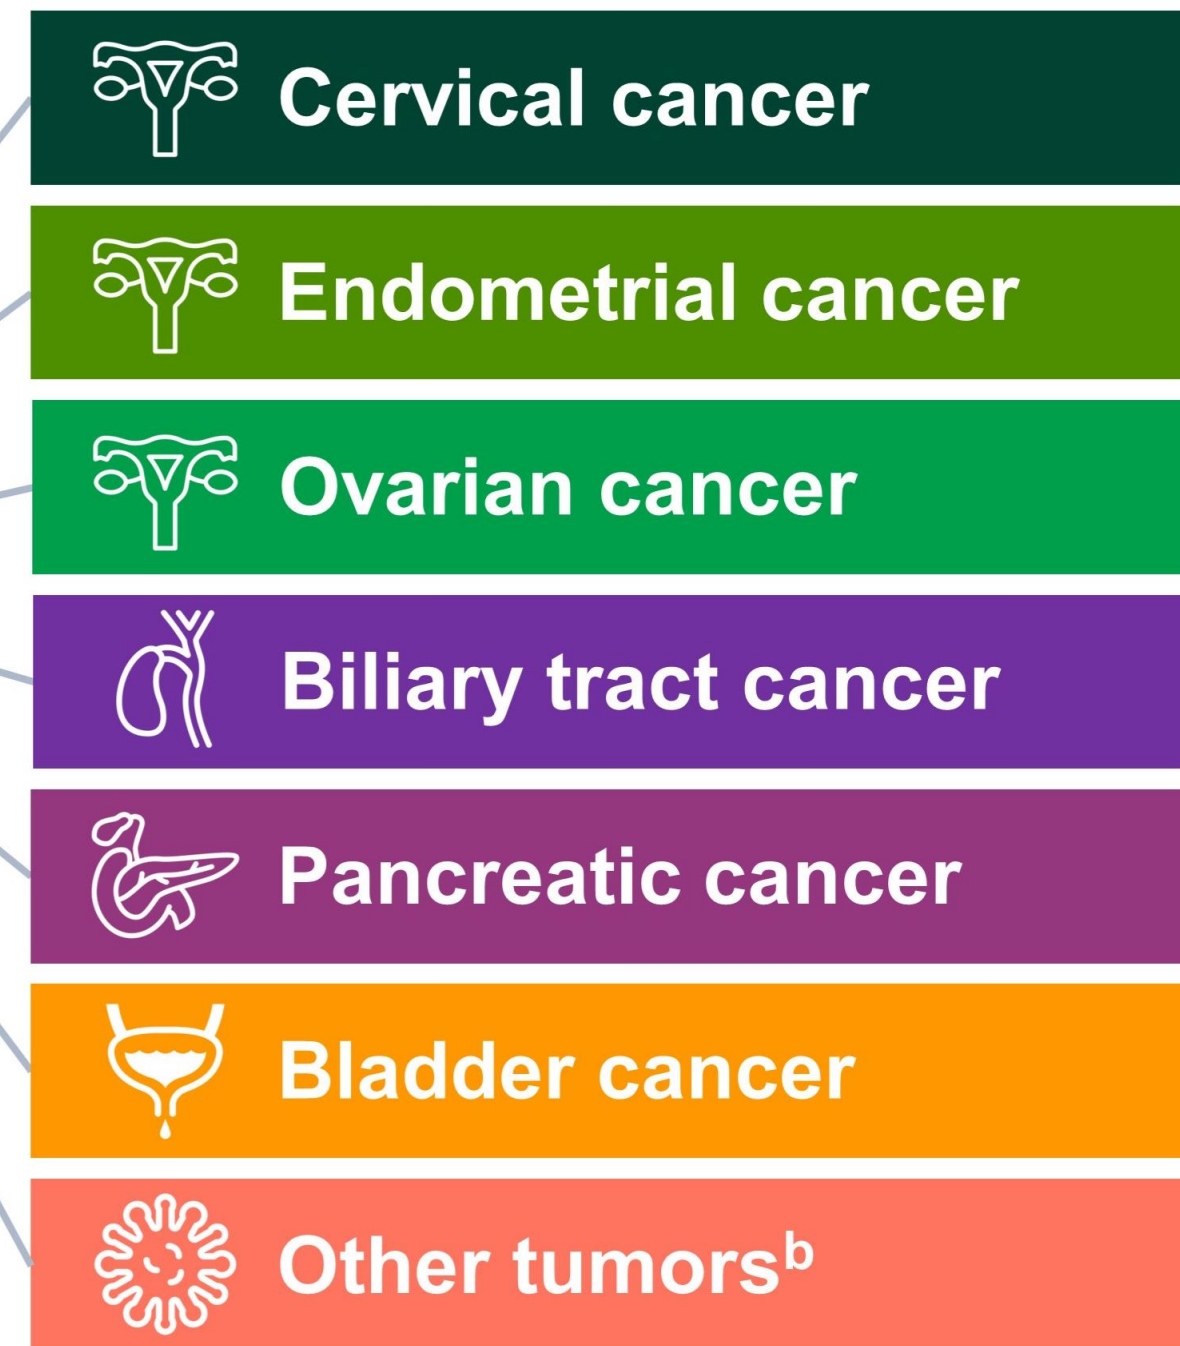 Cervical cancer
Endometrial cancer
Ovarian cancer
Biliary tract cancer
Pancreatic cancer
Bladder cancer
Other tumorsᵇ